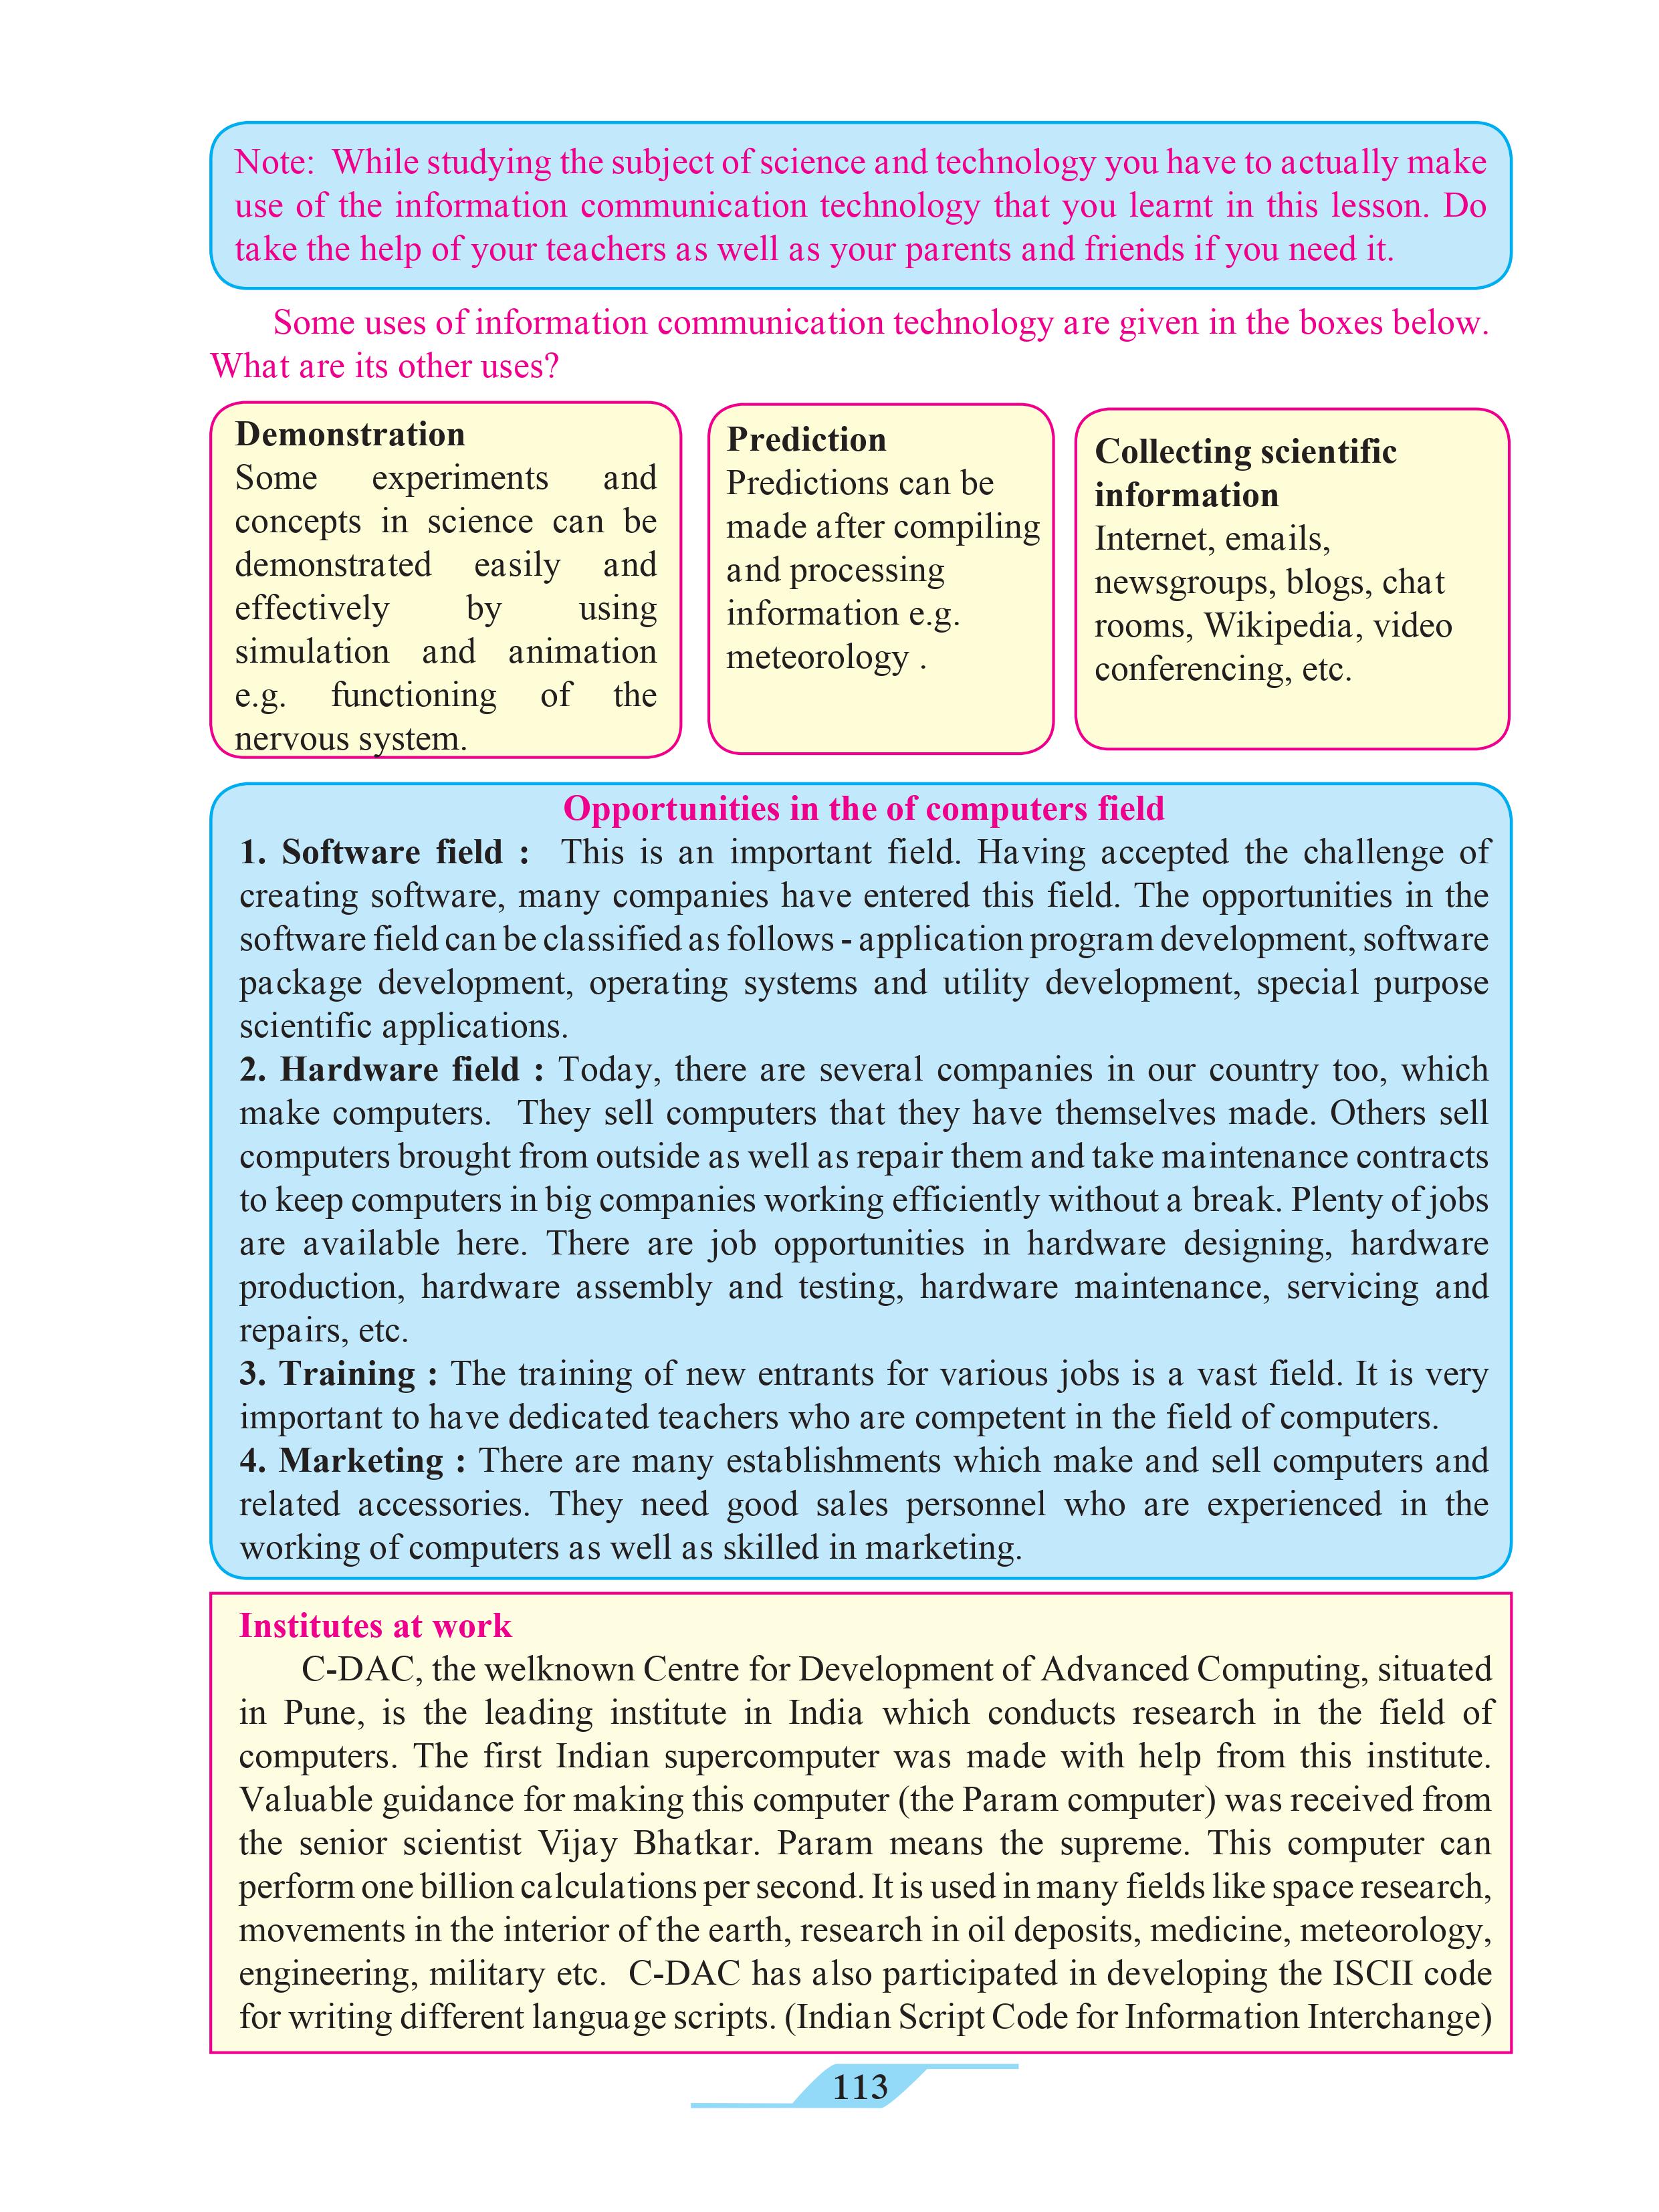 Note: While studying the subject of science and technology you have to actually make
use of the information communication technology that you learnt in this lesson. Do
take the help of your teachers as well as your parents and friends if you need it.
Some uses of information communication technology are given in the boxes below.
What are its other uses?
Demonstration
Some experiments and
concepts in science can be
demonstrated easily and
effectively by using
simulation and animation
e.g. functioning of the
nervous system.
Prediction
Predictions can be
made after compiling
and processing
information e.g.
meteorology .
Collecting scientific
information
Internet, emails,
newsgroups, blogs, chat
rooms, Wikipedia, video
conferencing, etc.
Opportunities in the of computers field
1. Software field : This is an important field. Having accepted the challenge of
creating software, many companies have entered this field. The opportunities in the
software field can be classified as follows - application program development, software
package development, operating systems and utility development, special purpose
scientific applications.
2. Hardware field : Today, there are several companies in our country too, which
make computers. They sell computers that they have themselves made. Others sell
computers brought from outside as well as repair them and take maintenance contracts
to keep computers in big companies working efficiently without a break. Plenty of jobs
are available here. There are job opportunities in hardware designing, hardware
production, hardware assembly and testing, hardware maintenance, servicing and
repairs, etc.
3. Training : The training of new entrants for various jobs is a vast field. It is very
important to have dedicated teachers who are competent in the field of computers.
4. Marketing : There are many establishments which make and sell computers and
related accessories. They need good sales personnel who are experienced in the
working of computers as well as skilled in marketing.
Institutes at work
C-DAC, the welknown Centre for Development of Advanced Computing, situated
in Pune, is the leading institute in India which conducts research in the field of
computers. The first Indian supercomputer was made with help from this institute.
Valuable guidance for making this computer (the Param computer) was received from
the senior scientist Vijay Bhatkar. Param means the supreme. This computer can
perform one billion calculations per second. It is used in many fields like space research,
movements in the interior of the earth, research in oil deposits, medicine, meteorology,
engineering, military etc. C-DAC has also participated in developing the ISCII code
for writing different language scripts. (Indian Script Code for Information Interchange)
113